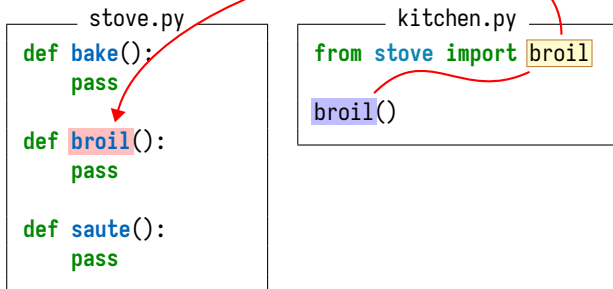 stove.py
def bake():
    pass
def broil():
    pass
def saute():
    pass
kitchen.py
from stove import broil
broil()